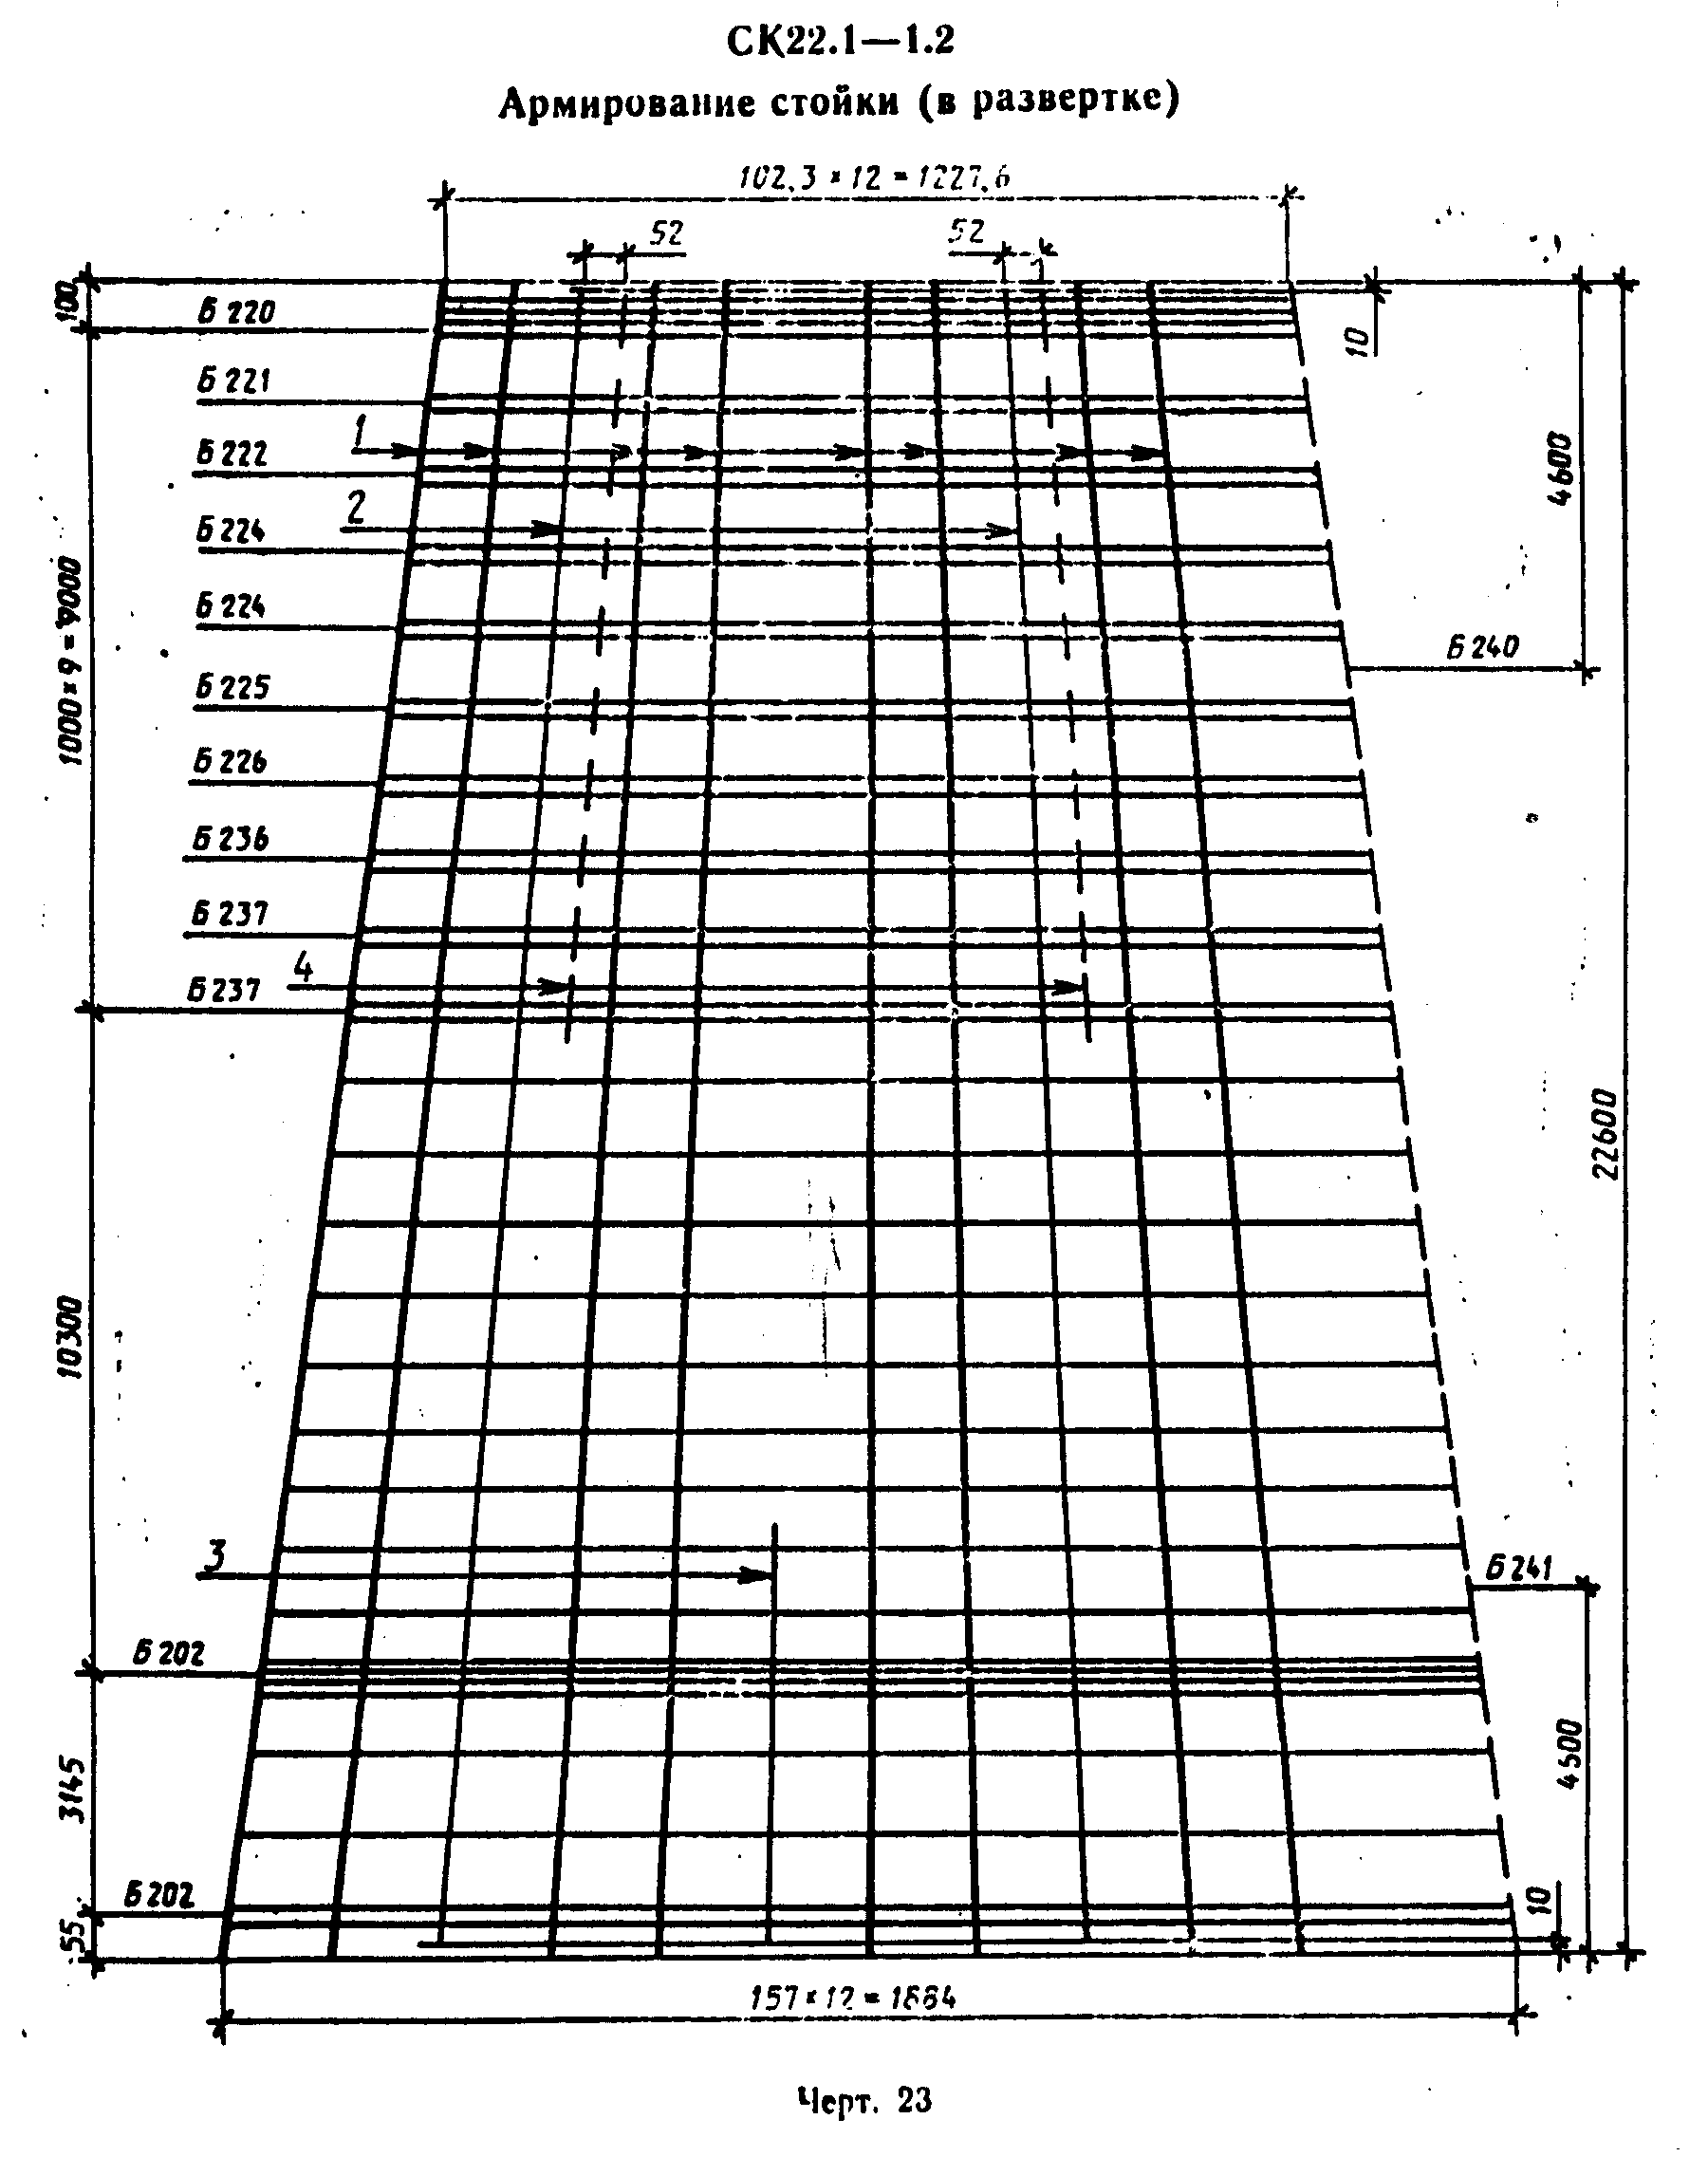 СК22.1—1.2
Армирование стойки (в развертке)
102,3 × 12 = 1227,6
52
52
100
Б 220
10
Б 221
1
Б 222
4600
2
Б 224
1000 × 9 = 9000
Б 224
Б 240
Б 225
Б 226
Б 236
Б 237
4
Б 237
22600
10300
3
Б 241
Б 202
4500
3145
Б 202
10
55
157 × 12 = 1884
Черт. 23